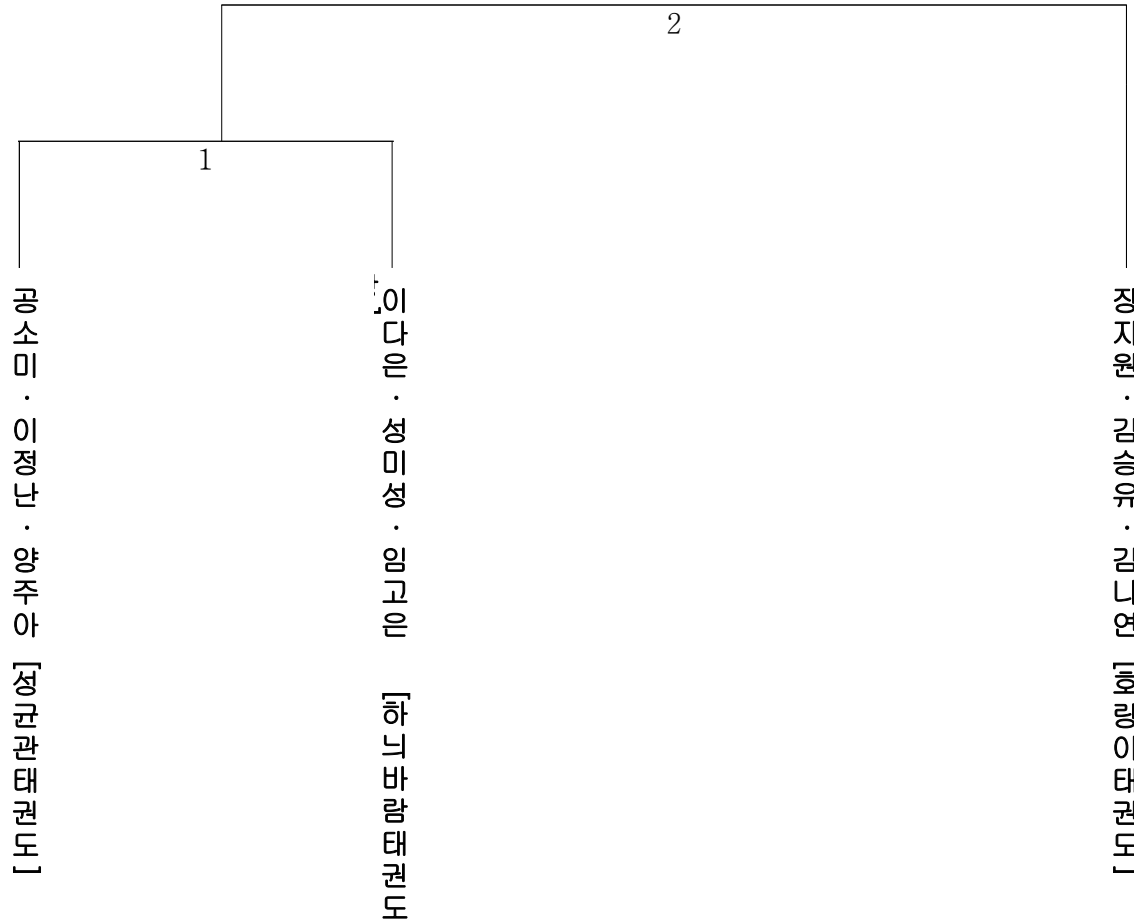 2
1
공소미·이정난·양주아 [성균관태권도]
이다은·성미성·임고은 [하늬바람태권도
장지원·김승유·김나연 [호랑이태권도]